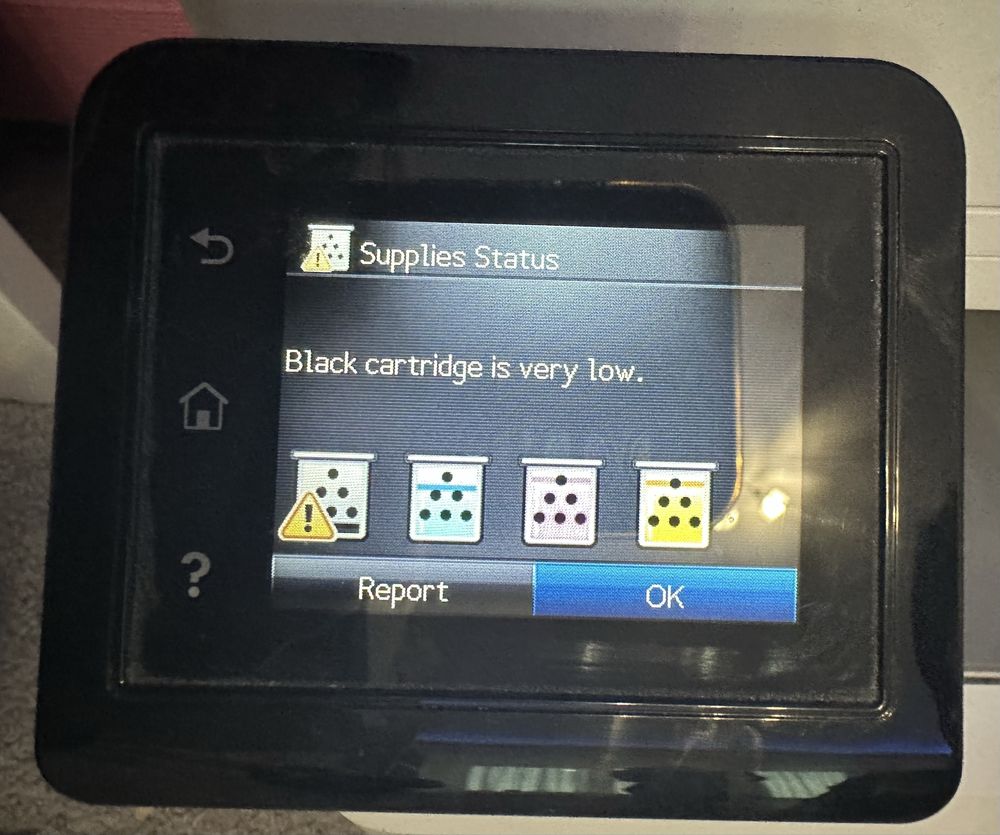 Supplies Status
Black cartridge is very low.
Report
OK
?